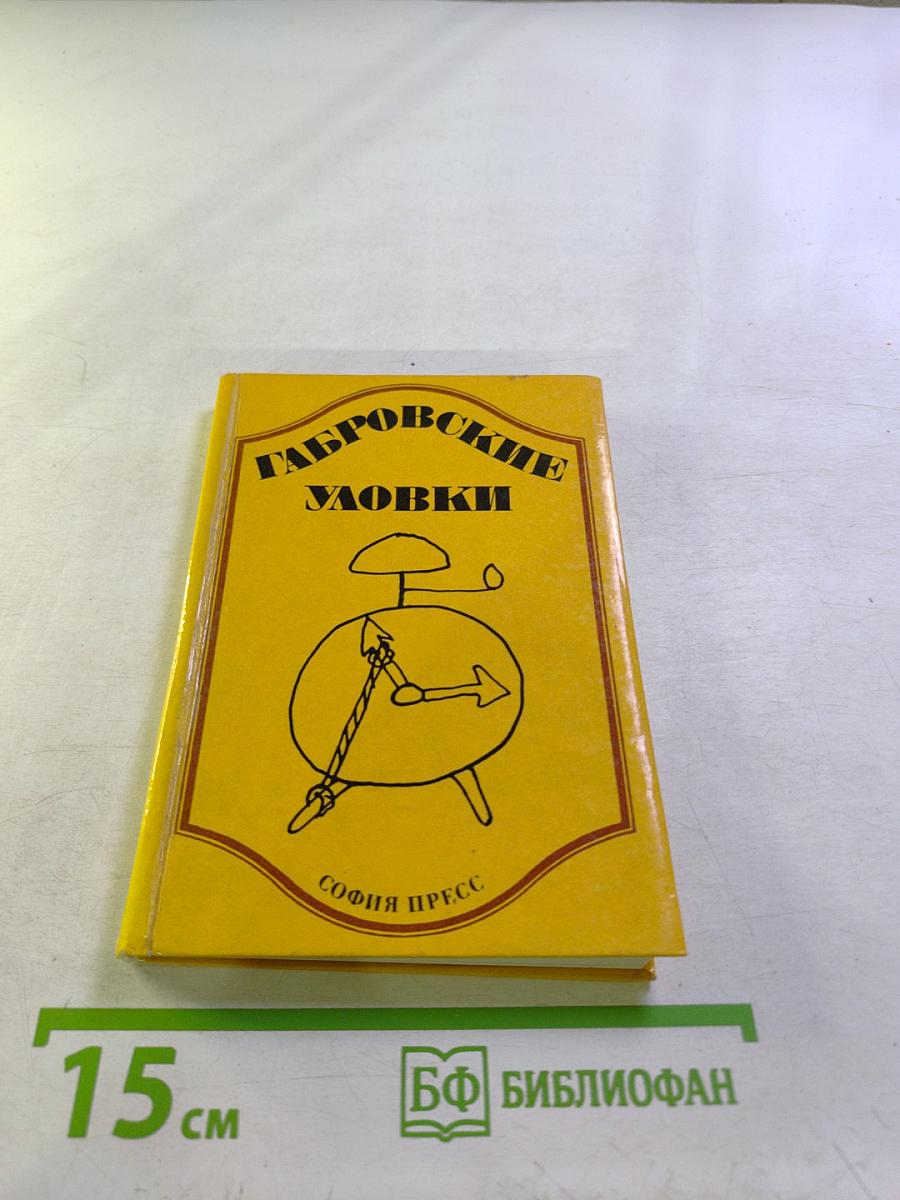 ГАБРОВСКИЕ
УЛОВКИ
СОФИЯ ПРЕСС
15 см
БФ БИБЛИОФАН